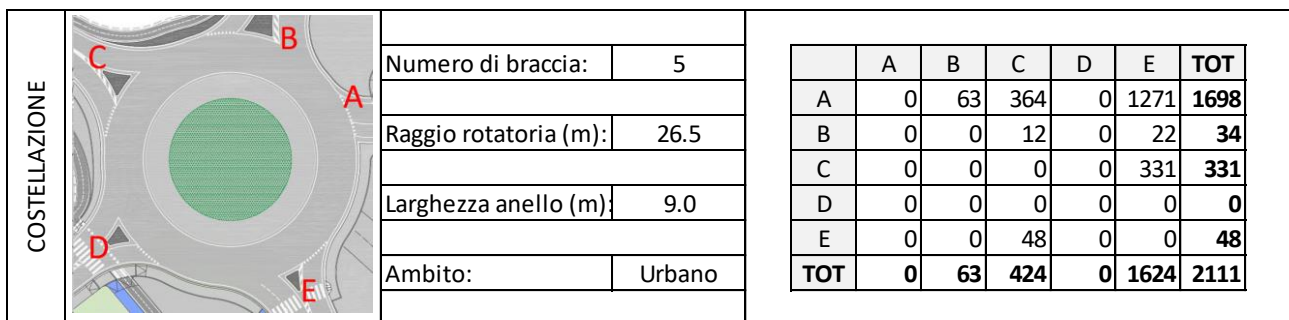 COSTELLAZIONE
B
C
A
D
E
Numero di braccia: 5
Raggio rotatoria (m): 26.5
Larghezza anello (m): 9.0
Ambito: Urbano
A B C D E TOT
A 0 63 364 0 1271 1698
B 0 0 12 0 22 34
C 0 0 0 0 331 331
D 0 0 0 0 0 0
E 0 0 48 0 0 48
TOT 0 63 424 0 1624 2111